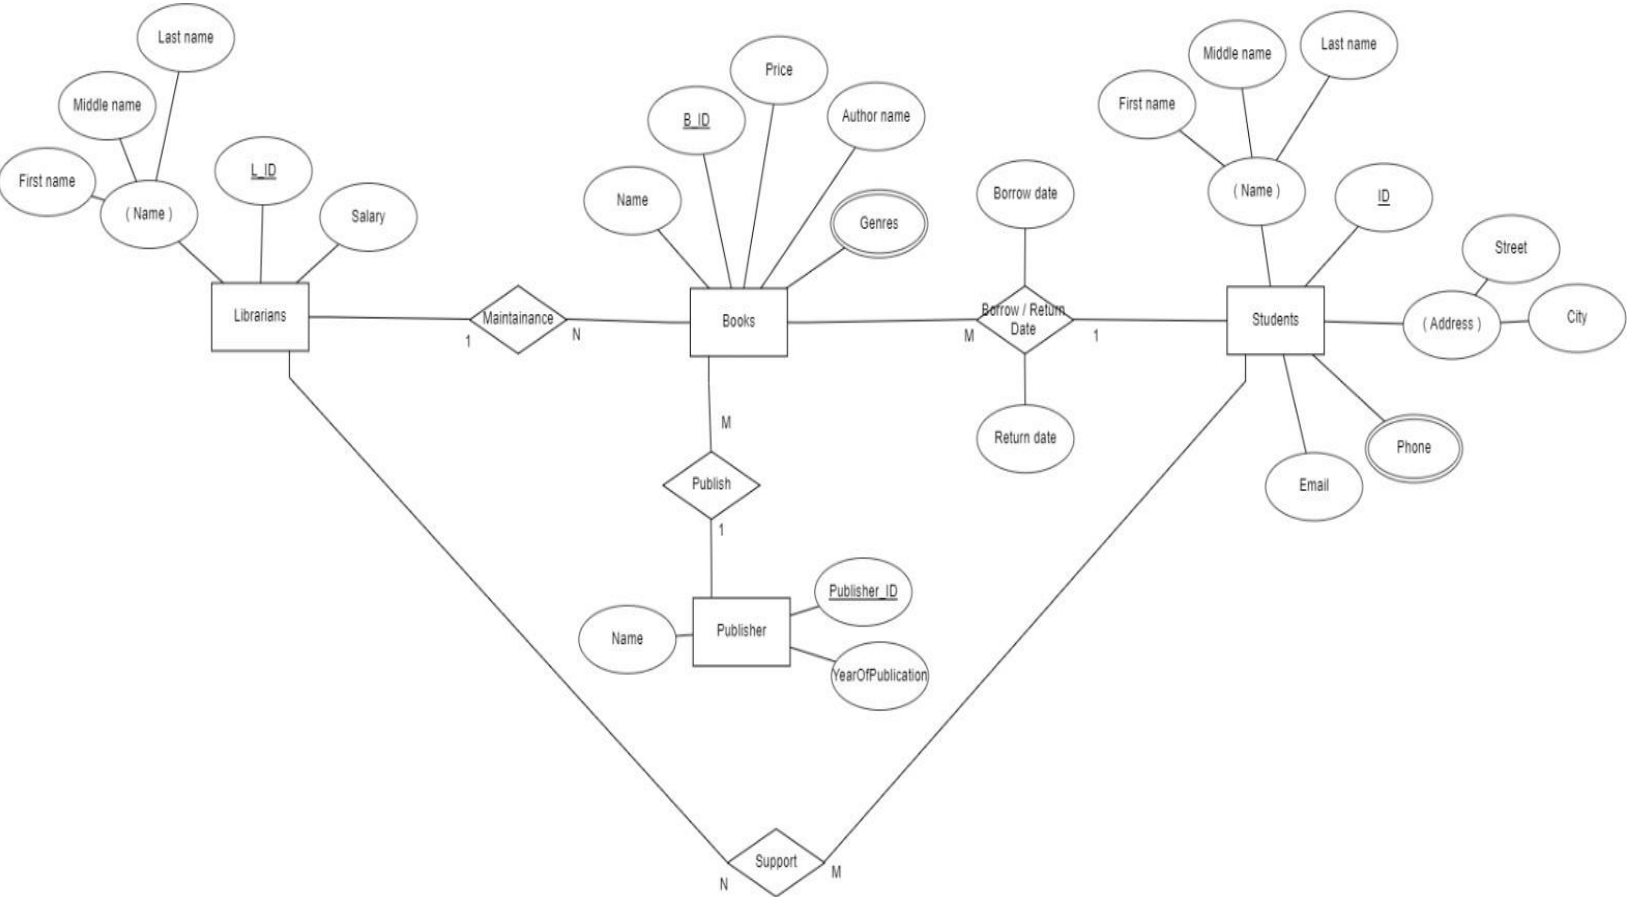 Last name
Middle name
First name
( Name )
L_ID
Salary
Librarians
Maintainance
1
N
Name
B_ID
Price
Author name
Genres
Books
M
Borrow / Return
Date
1
Borrow date
Return date
First name
Middle name
Last name
( Name )
ID
Street
City
( Address )
Students
Phone
Email
M
Publish
1
Publisher
Name
Publisher_ID
YearOfPublication
Support
N
M